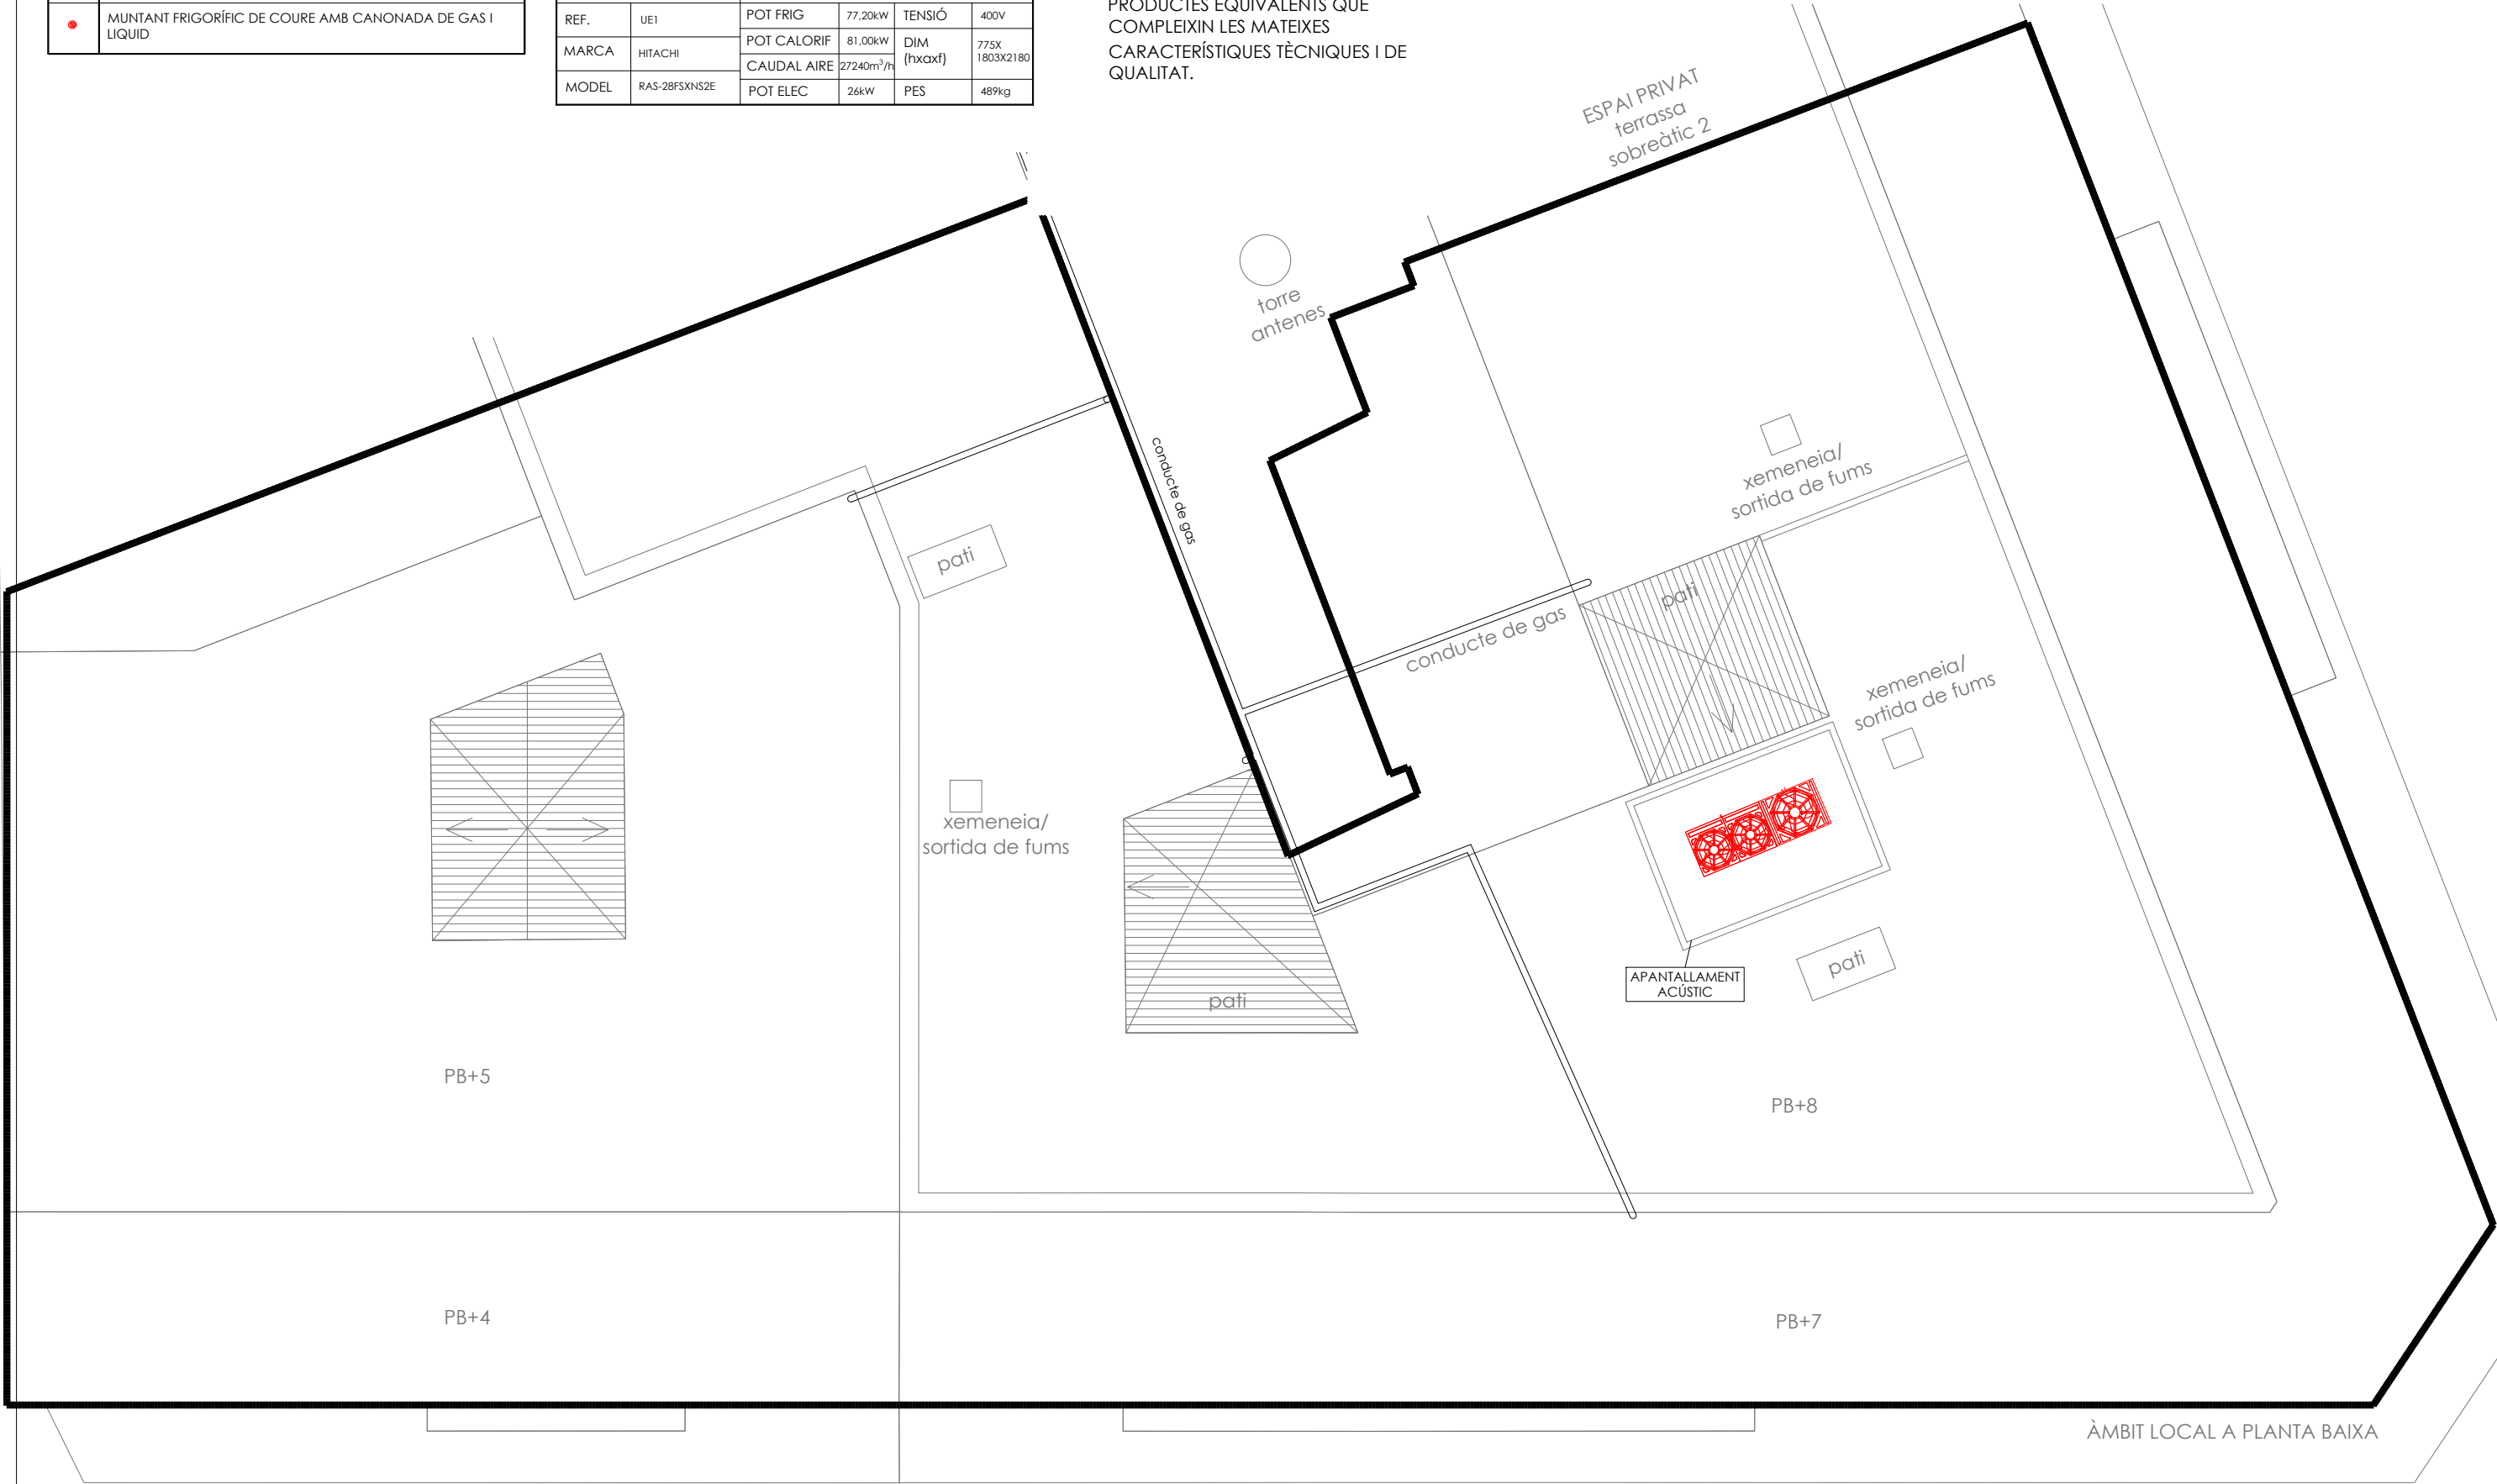 MUNTANT FRIGORÍFIC DE COURE AMB CANONADA DE GAS I
LIQUID
REF.
UE1
POT FRIG
77,20kW
TENSIÓ
400V
MARCA
HITACHI
POT CALORIF
81,00kW
DIM
(hxaxf)
775X
1803X2180
CAUDAL AIRE
27240m³/h
MODEL
RAS-28FSXNS2E
POT ELEC
26kW
PES
489kg
PRODUCTES EQUIVALENTS QUE
COMPLEIXIN LES MATEIXES
CARACTERÍSTIQUES TÈCNIQUES I DE
QUALITAT.
ESPAI PRIVAT
terrassa
sobreàtic 2
torre
antenes
conducte de gas
xemeneia/
sortida de fums
pati
pati
conducte de gas
xemeneia/
sortida de fums
xemeneia/
sortida de fums
pati
pati
APANTALLAMENT
ACÚSTIC
PB+5
PB+8
PB+4
PB+7
ÀMBIT LOCAL A PLANTA BAIXA